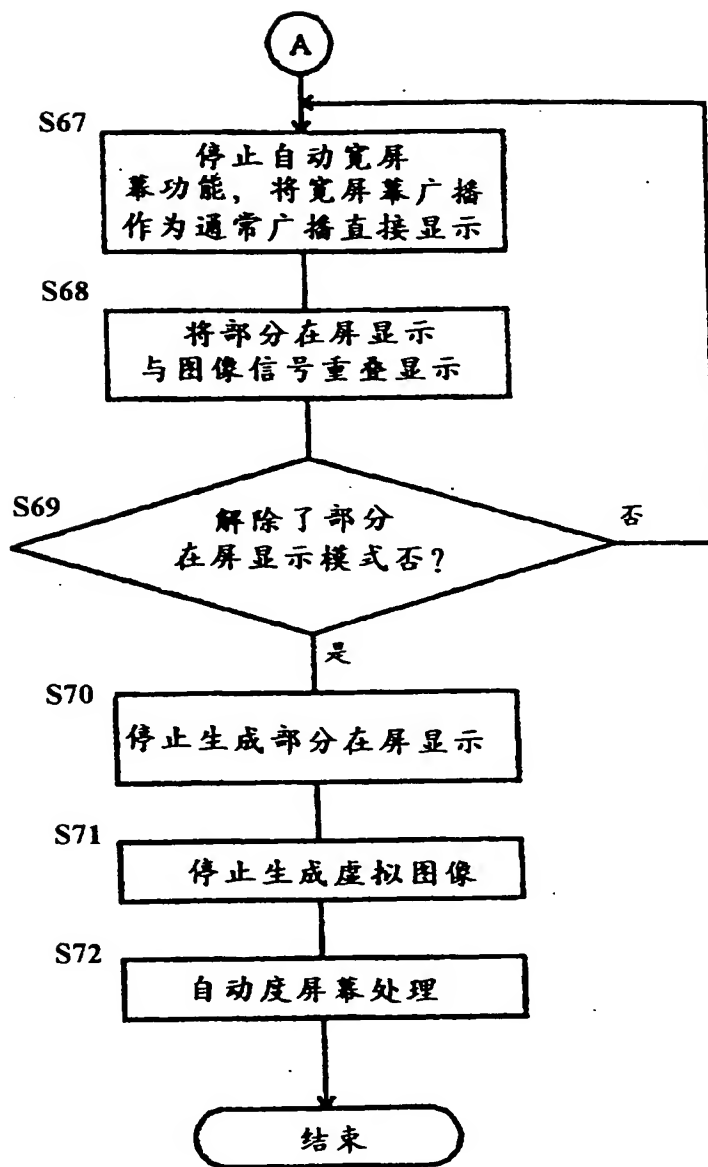 A
S67
停止自动宽屏
幕功能，将宽屏幕广播
作为通常广播直接显示
S68
将部分在屏显示
与图像信号重叠显示
S69
解除了部分
在屏显示模式否？
否
是
S70
停止生成部分在屏显示
S71
停止生成虚拟图像
S72
自动度屏幕处理
结束